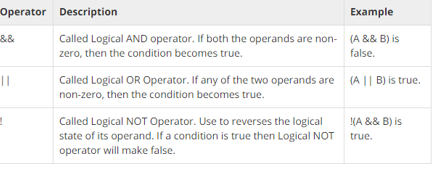 Operator Description Example
&& Called Logical AND operator. If both the operands are non- (A && B) is
zero, then the condition becomes true. false.
|| Called Logical OR Operator. If any of the two operands are (A || B) is true.
non-zero, then the condition becomes true.
! Called Logical NOT Operator. Use to reverses the logical !(A && B) is
state of its operand. If a condition is true then Logical NOT true.
operator will make false.